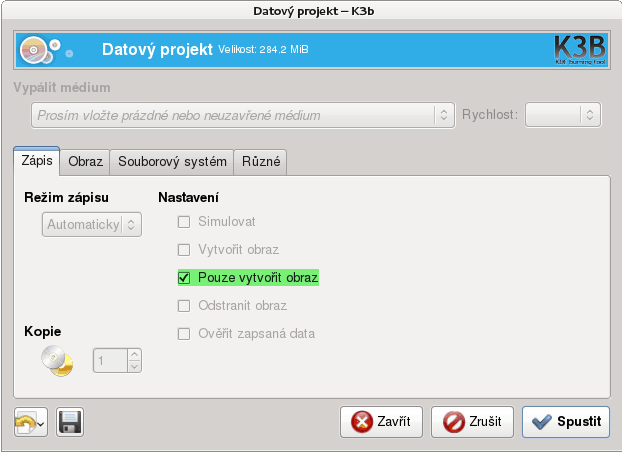 Datový projekt – K3b
Datový projekt Velikost: 284.2 MiB
K3B
K3B Burning Tool
Vypálit médium
Prosím vložte prázdné nebo neuzavřené médium Rychlost:
Zápis Obraz Souborový systém Různé
Režim zápisu Nastavení
Automaticky Simulovat
Vytvořit obraz
Pouze vytvořit obraz
Odstranit obraz
Kopie Ověřit zapsaná data
1
Zavřít Zrušit Spustit